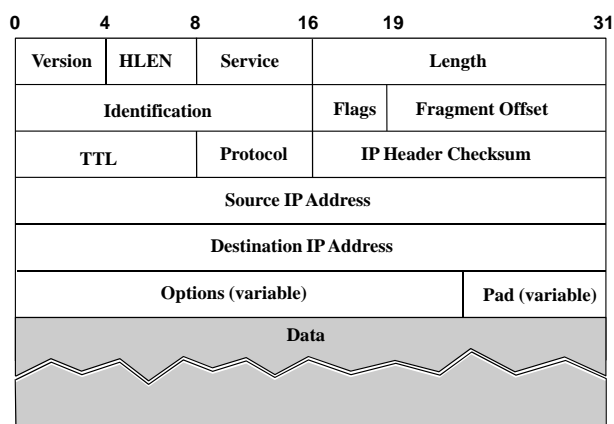 0 4 8 16 19 31
Version HLEN Service Length
Identification Flags Fragment Offset
TTL Protocol IP Header Checksum
Source IP Address
Destination IP Address
Options (variable) Pad (variable)
Data